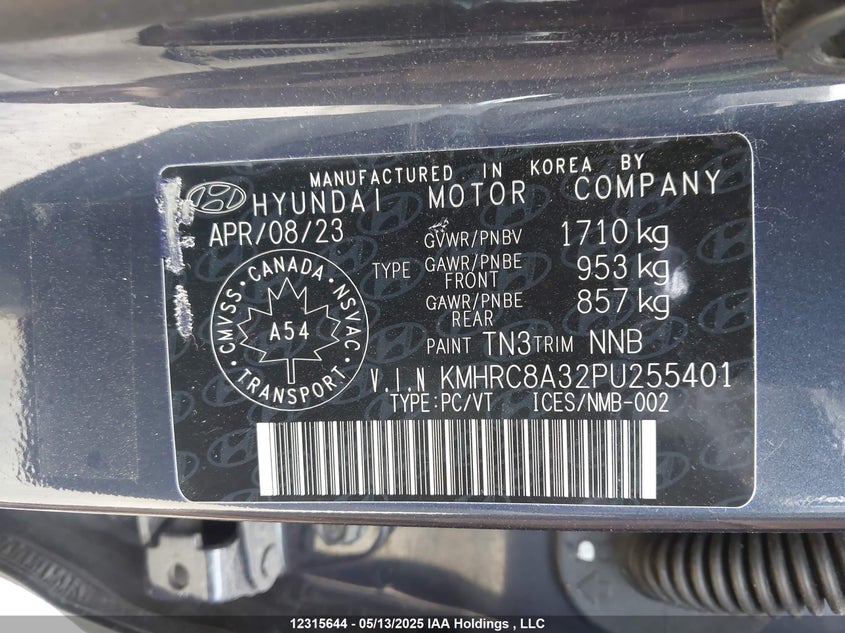 MANUFACTURED IN KOREA BY
HYUNDAI MOTOR COMPANY
APR/08/23
GVWR/PNBV 1710 kg
TYPE GAWR/PNBE FRONT 953 kg
GAWR/PNBE REAR 857 kg
PAINT TN3 TRIM NNB
V.I.N KMHRC8A32PU255401
TYPE:PC/VT ICES/NMB-002
CMVSS · CANADA · NSVAC · TRANSPORT ·
A54
12315644 - 05/13/2025 IAA Holdings , LLC